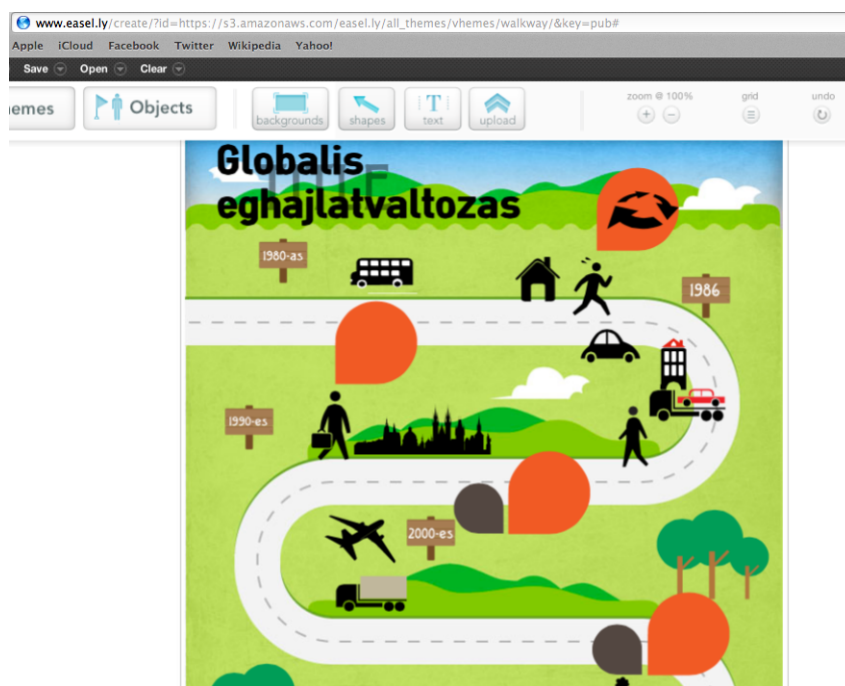 www.easel.ly/create/?id=https://s3.amazonaws.com/easel.ly/all_themes/vhemes/walkway/&key=pub#
Apple iCloud Facebook Twitter Wikipedia Yahoo!
Save Open Clear
emes Objects backgrounds shapes text upload zoom @ 100% grid undo
TITLE
Globalis
eghajlatvaltozas
1980-as
1986
1990-es
2000-es